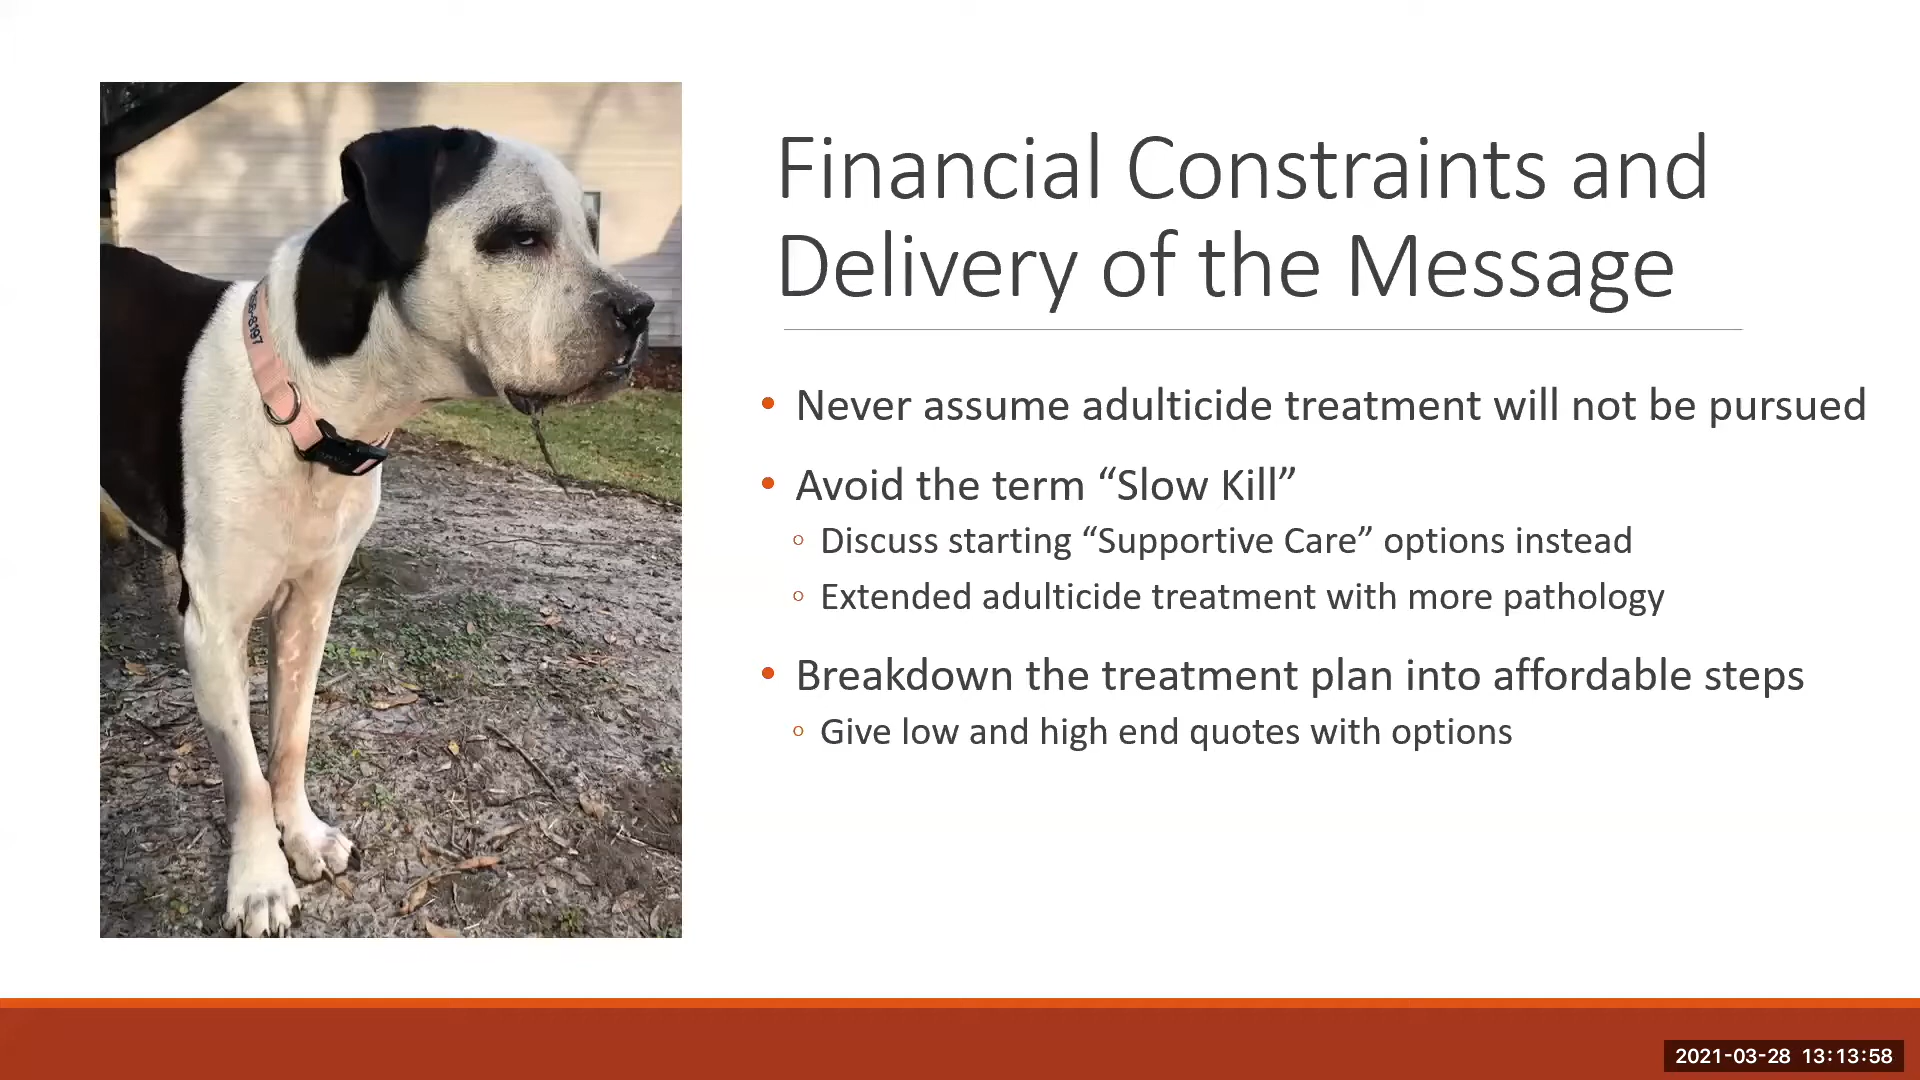 Financial Constraints and
Delivery of the Message
• Never assume adulticide treatment will not be pursued
• Avoid the term “Slow Kill”
◦ Discuss starting “Supportive Care” options instead
◦ Extended adulticide treatment with more pathology
• Breakdown the treatment plan into affordable steps
◦ Give low and high end quotes with options
2021-03-28 13:13:58